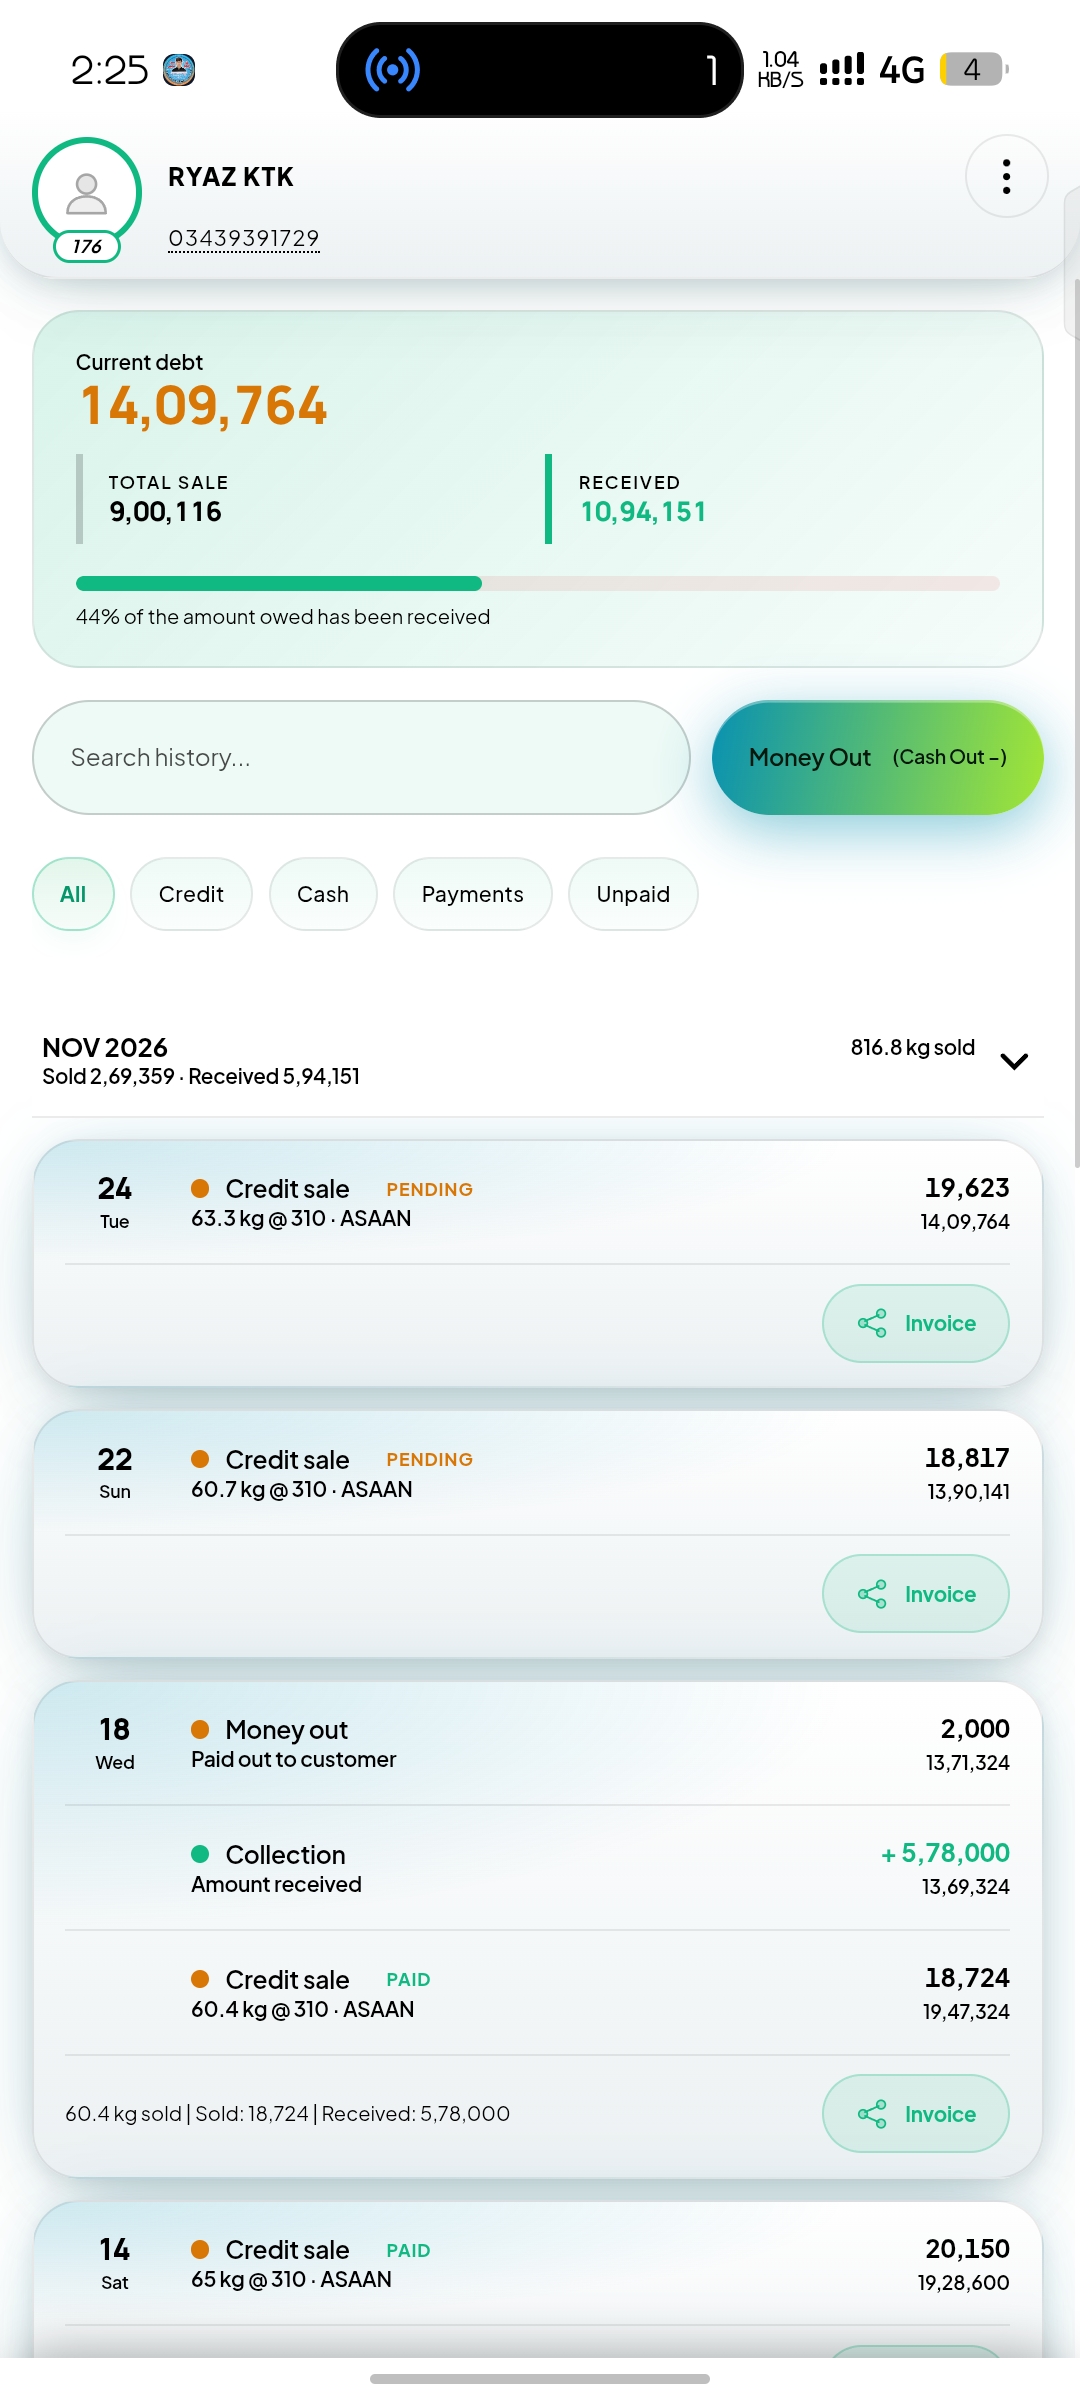 2:25
1
1.04 KB/S
4G
4
RYAZ KTK
176
03439391729
Current debt
14,09,764
TOTAL SALE
9,00,116
RECEIVED
10,94,151
44% of the amount owed has been received
Search history...
Money Out (Cash Out −)
All Credit Cash Payments Unpaid
NOV 2026
816.8 kg sold
Sold 2,69,359 · Received 5,94,151
24 Credit sale PENDING 19,623
Tue 63.3 kg @ 310 · ASAAN 14,09,764
Invoice
22 Credit sale PENDING 18,817
Sun 60.7 kg @ 310 · ASAAN 13,90,141
Invoice
18 Money out 2,000
Wed Paid out to customer 13,71,324
Collection + 5,78,000
Amount received 13,69,324
Credit sale PAID 18,724
60.4 kg @ 310 · ASAAN 19,47,324
60.4 kg sold | Sold: 18,724 | Received: 5,78,000 Invoice
14 Credit sale PAID 20,150
Sat 65 kg @ 310 · ASAAN 19,28,600